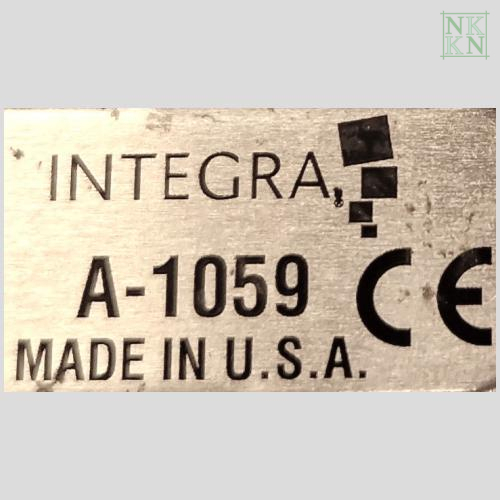 NK
KN
INTEGRA®
A-1059 CE
MADE IN U.S.A.